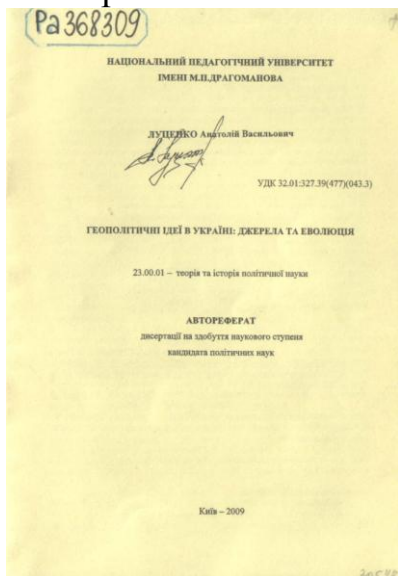 Ра368309
НАЦІОНАЛЬНИЙ ПЕДАГОГІЧНИЙ УНІВЕРСИТЕТ
ІМЕНІ М.П.ДРАГОМАНОВА
ЛУЦЕНКО Анатолій Васильович
УДК 32.01:327.39(477)(043.3)
ГЕОПОЛІТИЧНІ ІДЕЇ В УКРАЇНІ: ДЖЕРЕЛА ТА ЕВОЛЮЦІЯ
23.00.01 – теорія та історія політичної науки
АВТОРЕФЕРАТ
дисертації на здобуття наукового ступеня
кандидата політичних наук
Київ – 2009